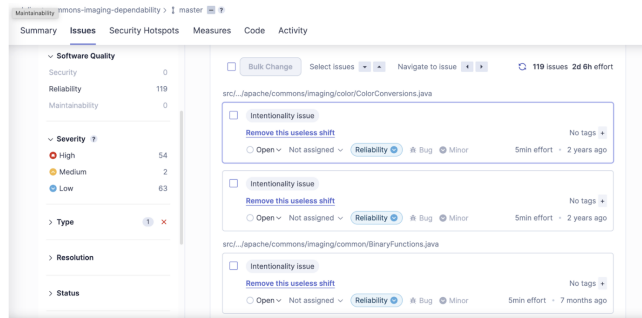 Maintainability
commons-imaging-dependability > master ?
Summary Issues Security Hotspots Measures Code Activity
Software Quality
Security 0
Reliability 119
Maintainability 0
Severity ?
High 54
Medium 2
Low 63
Type 1
Resolution
Status
Bulk Change Select issues Navigate to issue 119 issues 2d 6h effort
src/.../apache/commons/imaging/color/ColorConversions.java
Intentionality issue
Remove this useless shift No tags +
Open Not assigned Reliability Bug Minor 5min effort • 2 years ago
Intentionality issue
Remove this useless shift No tags +
Open Not assigned Reliability Bug Minor 5min effort • 2 years ago
src/.../apache/commons/imaging/common/BinaryFunctions.java
Intentionality issue
Remove this useless shift No tags +
Open Not assigned Reliability Bug Minor 5min effort • 7 months ago